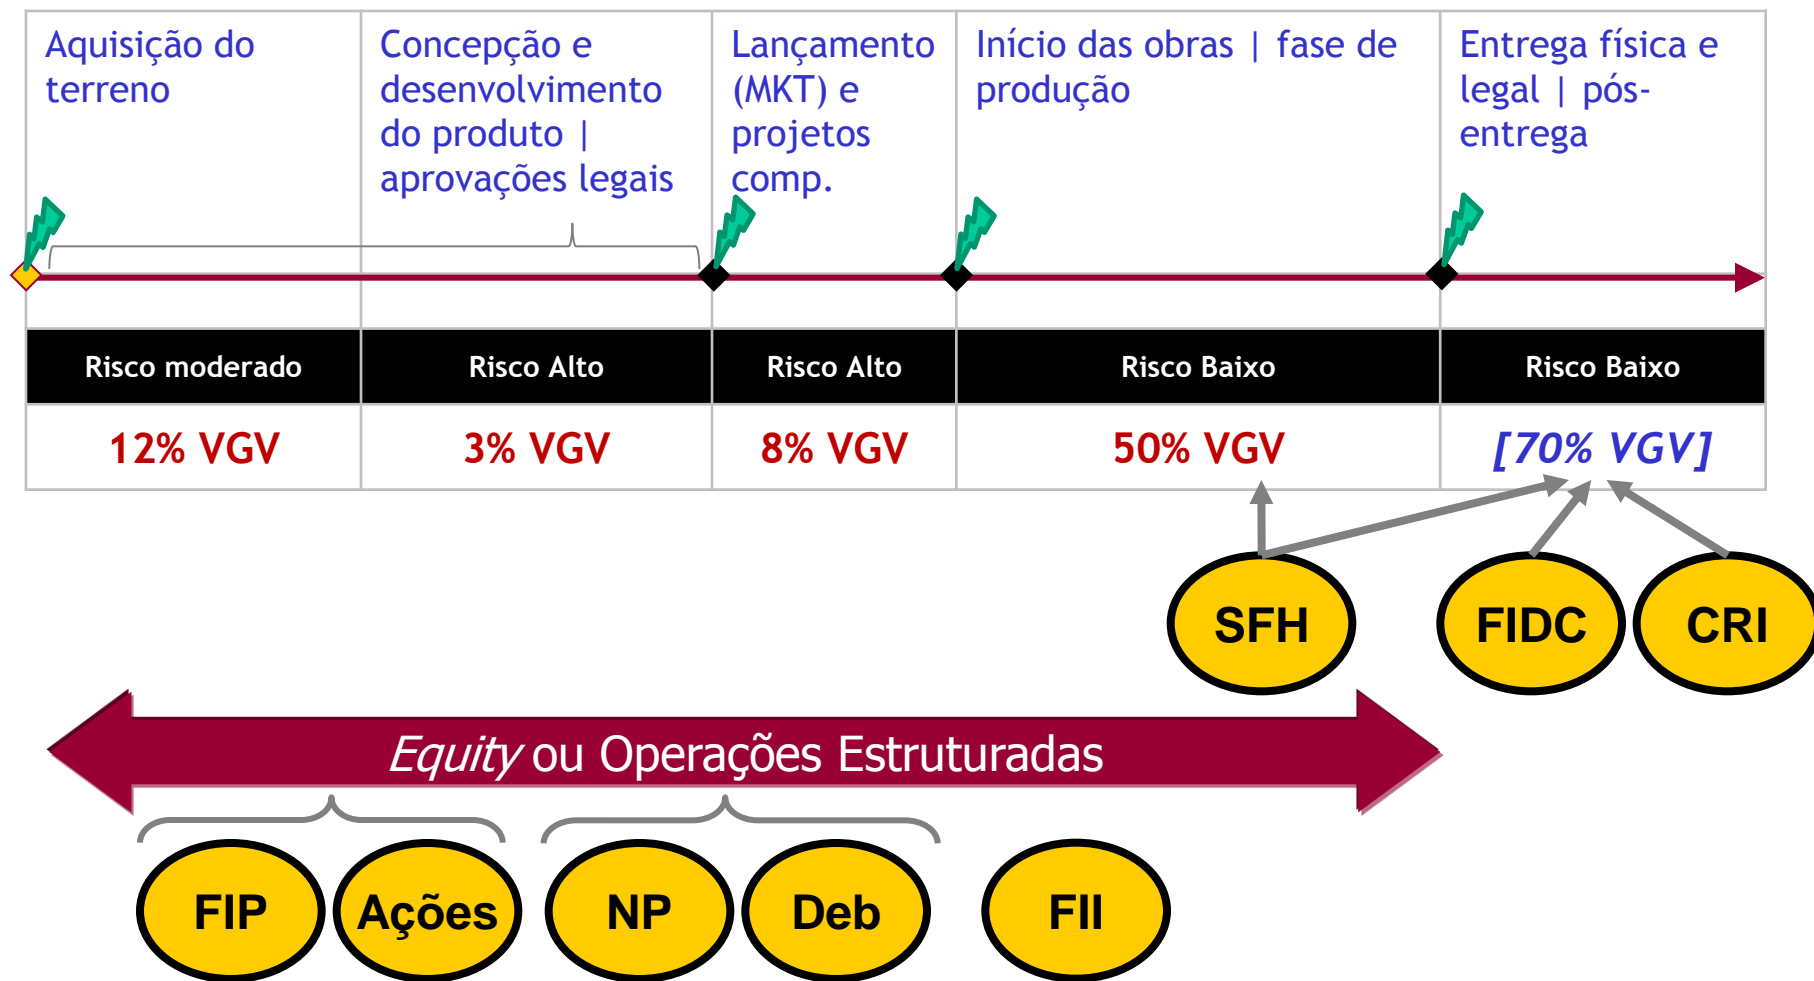 Aquisição do
terreno
Concepção e
desenvolvimento
do produto |
aprovações legais
Lançamento
(MKT) e
projetos
comp.
Início das obras | fase de
produção
Entrega física e
legal | pós-
entrega
Risco moderado
Risco Alto
Risco Alto
Risco Baixo
Risco Baixo
12% VGV
3% VGV
8% VGV
50% VGV
[70% VGV]
SFH
FIDC
CRI
Equity ou Operações Estruturadas
FIP
Ações
NP
Deb
FII